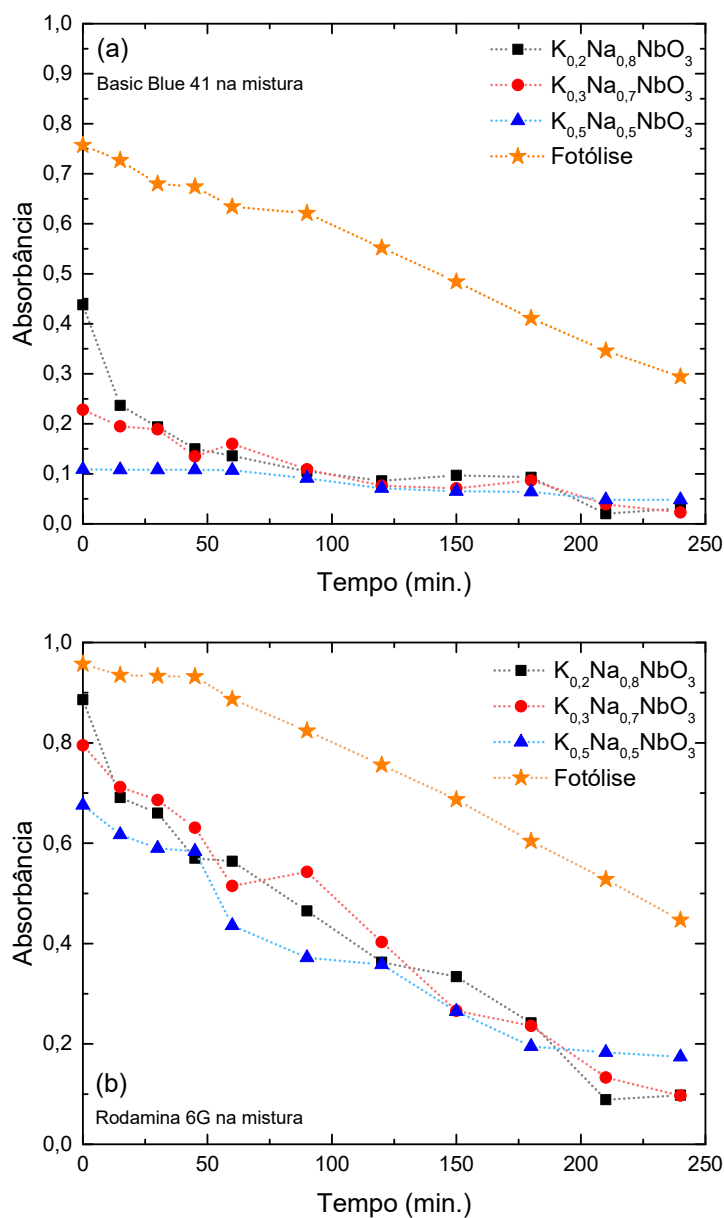 1,0
(a)
K0,2Na0,8NbO3
0,9
Basic Blue 41 na mistura
K0,3Na0,7NbO3
0,8
K0,5Na0,5NbO3
0,7
Fotólise
0,6
0,5
0,4
0,3
0,2
0,1
0,0
Absorbância
0 50 100 150 200 250
Tempo (min.)
1,0
K0,2Na0,8NbO3
K0,3Na0,7NbO3
0,8
K0,5Na0,5NbO3
Fotólise
0,6
0,4
0,2
(b)
Rodamina 6G na mistura
0,0
Absorbância
0 50 100 150 200 250
Tempo (min.)